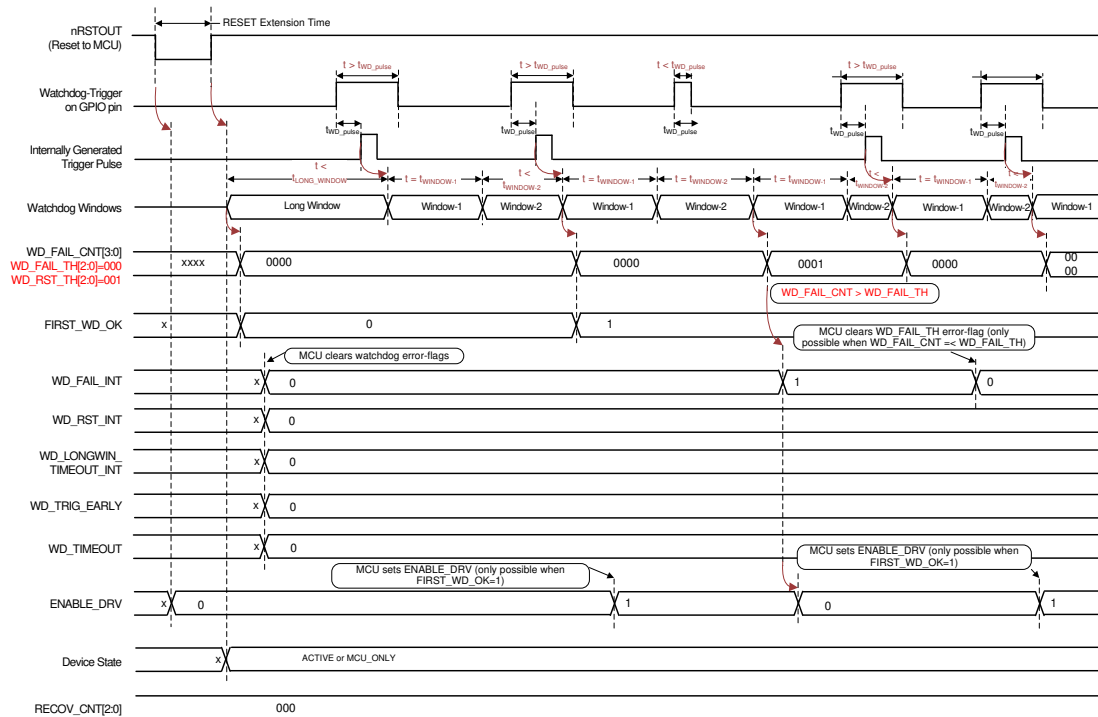 nRSTOUT
(Reset to MCU)
RESET Extension Time
Watchdog-Trigger
on GPIO pin
t > tWD_pulse
t > tWD_pulse
t < tWD_pulse
t > tWD_pulse
tWD_pulse
tWD_pulse
tWD_pulse
tWD_pulse
tWD_pulse
Internally Generated
Trigger Pulse
t <
tLONG_WINDOW
t = tWINDOW-1
t <
tWINDOW-2
t = tWINDOW-1
t = tWINDOW-2
t = tWINDOW-1
t <
tWINDOW-2
t = tWINDOW-1
t <
tWINDOW-2
Watchdog Windows
Long Window
Window-1
Window-2
Window-1
Window-2
Window-1
Window-2
Window-1
Window-2
Window-1
WD_FAIL_CNT[3:0]
WD_FAIL_TH[2:0]=000
WD_RST_TH[2:0]=001
xxxx
0000
0000
0001
0000
00
00
WD_FAIL_CNT > WD_FAIL_TH
FIRST_WD_OK
x
0
1
MCU clears WD_FAIL_TH error-flag (only
possible when WD_FAIL_CNT =< WD_FAIL_TH)
MCU clears watchdog error-flags
WD_FAIL_INT
x
0
1
0
WD_RST_INT
x
0
WD_LONGWIN_
TIMEOUT_INT
x
0
WD_TRIG_EARLY
x
0
WD_TIMEOUT
x
0
MCU sets ENABLE_DRV (only possible when
FIRST_WD_OK=1)
MCU sets ENABLE_DRV (only possible when
FIRST_WD_OK=1)
ENABLE_DRV
x
0
1
0
1
Device State
x
ACTIVE or MCU_ONLY
RECOV_CNT[2:0]
000